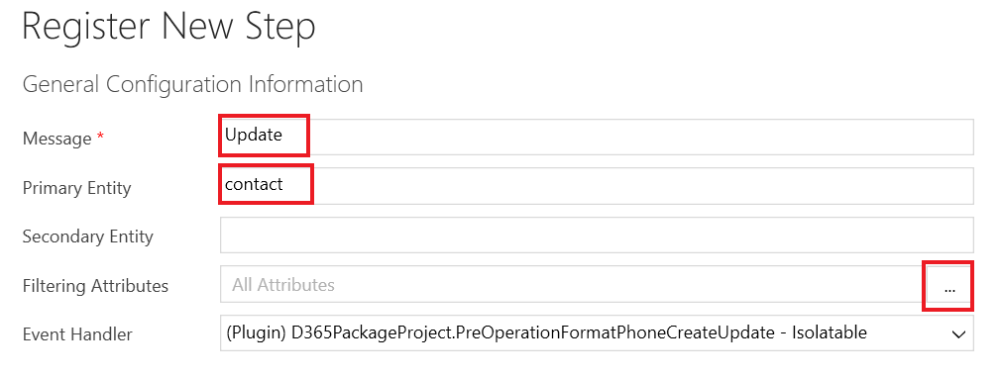 Register New Step
General Configuration Information
Message * Update
Primary Entity contact
Secondary Entity
Filtering Attributes All Attributes ...
Event Handler (Plugin) D365PackageProject.PreOperationFormatPhoneCreateUpdate - Isolatable